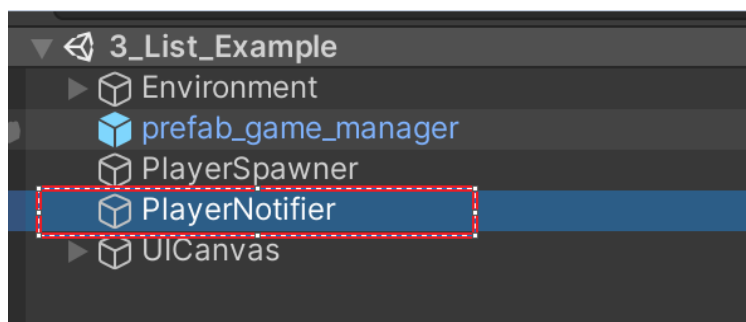 3_List_Example
Environment
prefab_game_manager
PlayerSpawner
PlayerNotifier
UICanvas